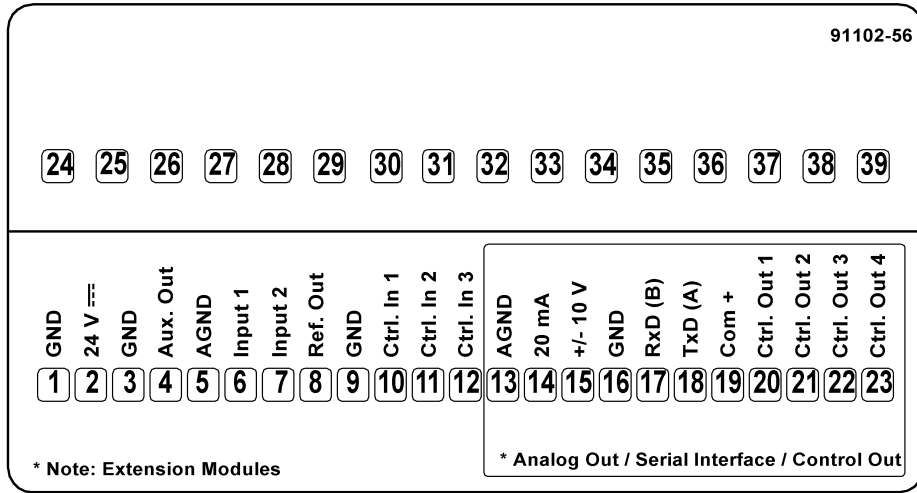 91102-56
24 25 26 27 28 29 30 31 32 33 34 35 36 37 38 39
GND
24 V ⎓
GND
Aux. Out
AGND
Input 1
Input 2
Ref. Out
GND
Ctrl. In 1
Ctrl. In 2
Ctrl. In 3
AGND
20 mA
+/- 10 V
GND
RxD (B)
TxD (A)
Com +
Ctrl. Out 1
Ctrl. Out 2
Ctrl. Out 3
Ctrl. Out 4
1 2 3 4 5 6 7 8 9 10 11 12 13 14 15 16 17 18 19 20 21 22 23
* Note: Extension Modules
* Analog Out / Serial Interface / Control Out